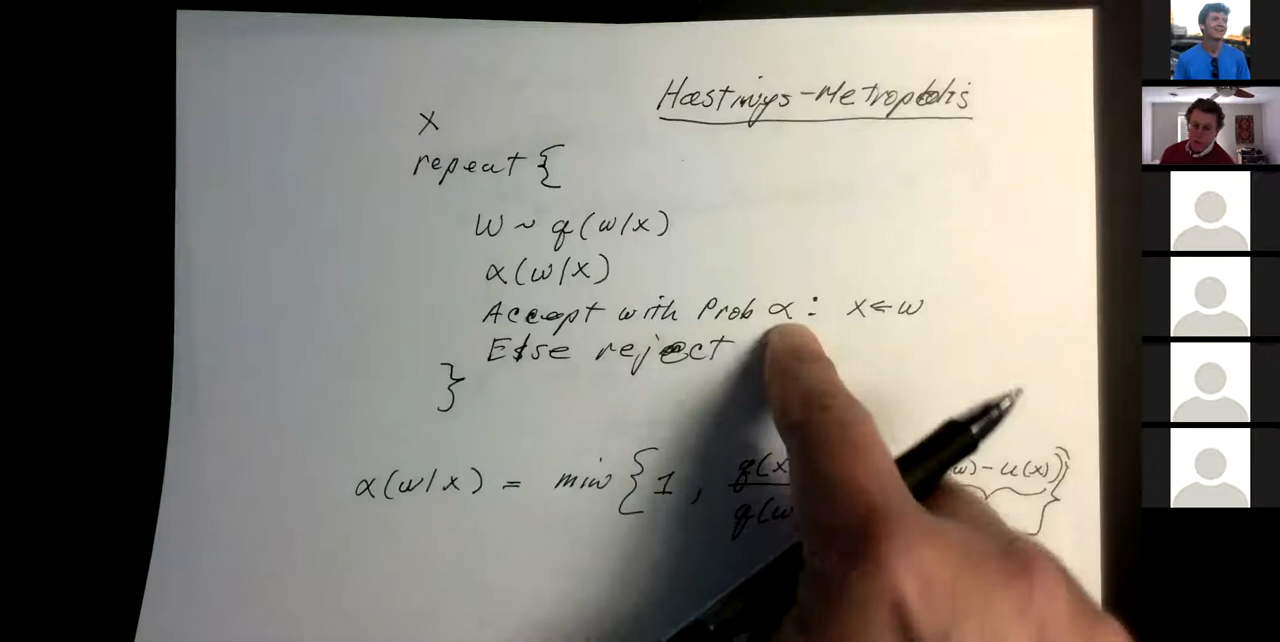 Hastings-Metropolis
x
repeat {
w ~ q(w/x)
α(w/x)
Accept with Prob α: x ← w
Else reject
}
α(w/x) = min { 1, q(x
q(w
w) - u(x)) }